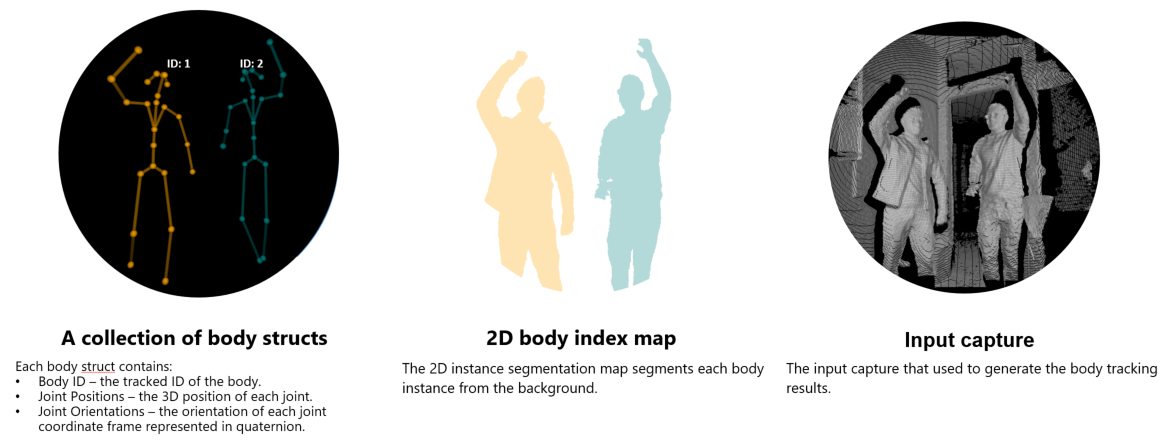 ID: 1
ID: 2
A collection of body structs
Each body struct contains:
• Body ID – the tracked ID of the body.
• Joint Positions – the 3D position of each joint.
• Joint Orientations – the orientation of each joint
coordinate frame represented in quaternion.
2D body index map
The 2D instance segmentation map segments each body
instance from the background.
Input capture
The input capture that used to generate the body tracking
results.